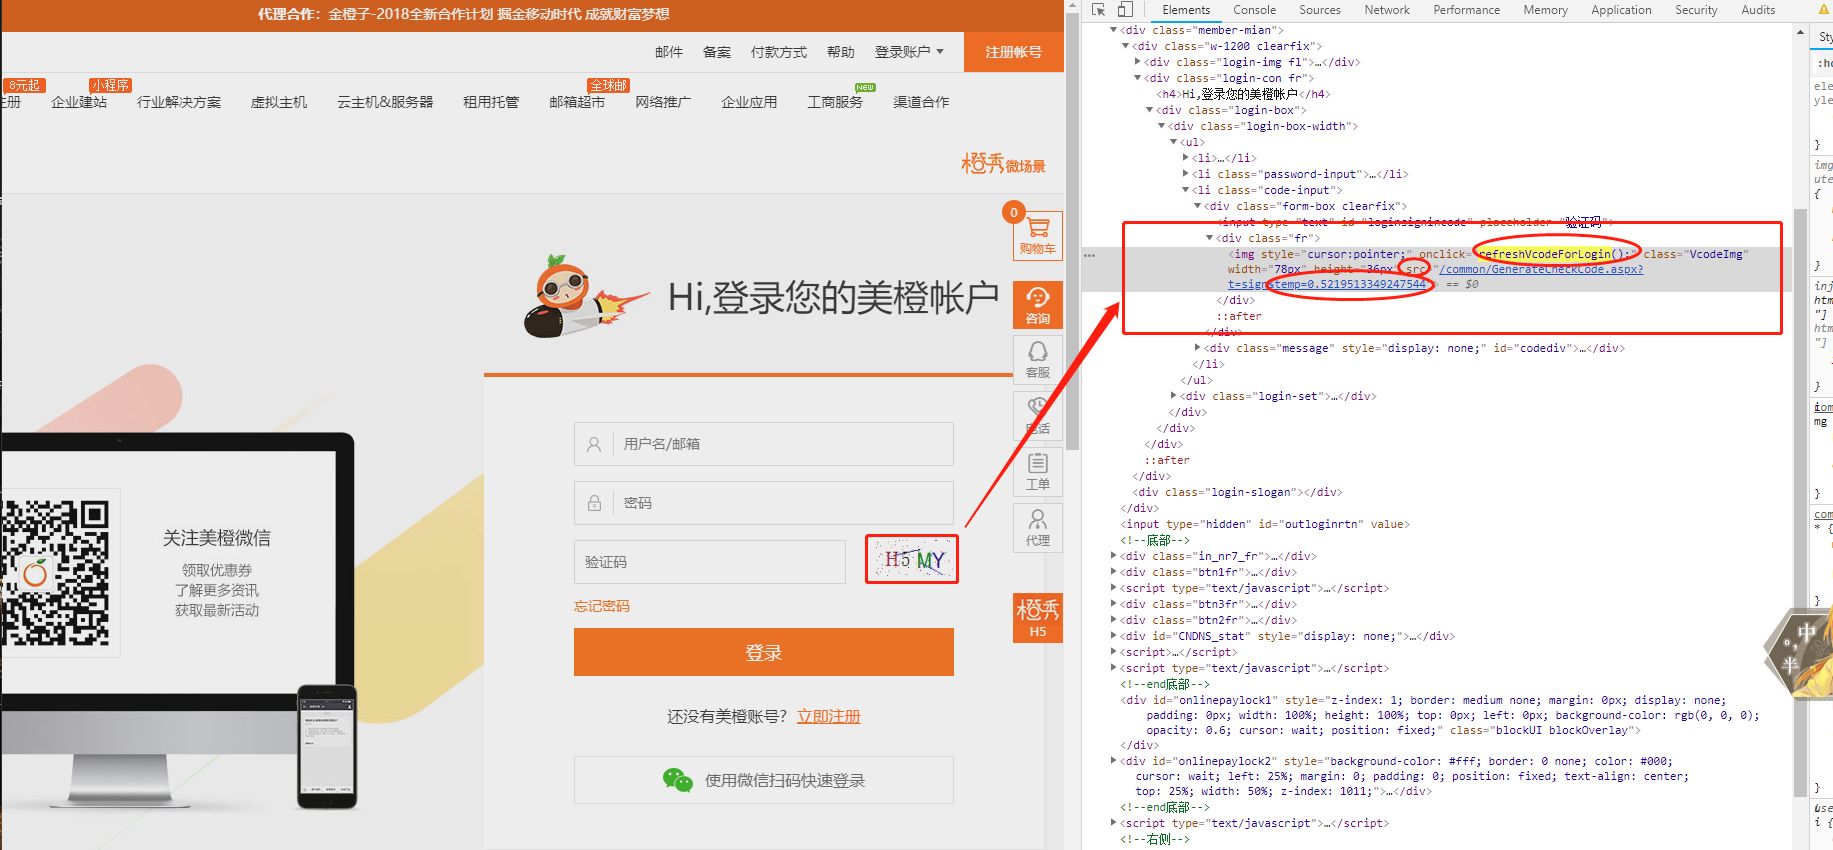 代理合作：金橙子-2018全新合作计划 掘金移动时代 成就财富梦想
邮件 备案 付款方式 帮助 登录账户 注册帐号
8元起 小程序 全球邮 NEW
主册 企业建站 行业解决方案 虚拟主机 云主机&服务器 租用托管 邮箱超市 网络推广 企业应用 工商服务 渠道合作
橙秀微场景
0
购物车
Hi,登录您的美橙帐户
咨询
客服
用户名/邮箱
电话
密码
工单
关注美橙微信
领取优惠券
了解更多资讯
获取最新活动
验证码 H5MY
代理
忘记密码
橙秀
H5
登录
还没有美橙账号？ 立即注册
使用微信扫码快速登录
Elements Console Sources Network Performance Memory Application Security Audits
<div class="member-mian">
<div class="w-1200 clearfix">
<div class="login-img fl">…</div>
<div class="login-con fr">
<h4>Hi,登录您的美橙帐户</h4>
<div class="login-box">
<div class="login-box-width">
<ul>
<li>…</li>
<li class="password-input">…</li>
<li class="code-input">
<div class="form-box clearfix">
<input type="text" id="loginsignincode" placeholder="验证码">
<div class="fr">
<img style="cursor:pointer;" onclick="refreshVcodeForLogin();" class="VcodeImg"
width="78px" height="36px" src="/common/GenerateCheckCode.aspx?
t=sign&temp=0.5219513349247544"> == $0
</div>
::after
</div>
<div class="message" style="display: none;" id="codediv">…</div>
</li>
</ul>
<div class="login-set">…</div>
</div>
</div>
</div>
::after
</div>
<div class="login-slogan"></div>
</div>
<input type="hidden" id="outloginrtn" value>
<!--底部-->
<div class="in_nr7_fr">…</div>
<div class="btn1fr">…</div>
<script type="text/javascript">…</script>
<div class="btn3fr">…</div>
<div class="btn2fr">…</div>
<div id="CNDNS_stat" style="display: none;">…</div>
<script>…</script>
<script type="text/javascript">…</script>
<!--end底部-->
<div id="onlinepaylock1" style="z-index: 1; border: medium none; margin: 0px; display: none;
padding: 0px; width: 100%; height: 100%; top: 0px; left: 0px; background-color: rgb(0, 0, 0);
opacity: 0.6; cursor: wait; position: fixed;" class="blockUI blockOverlay">
</div>
<div id="onlinepaylock2" style="background-color: #fff; border: 0 none; color: #000;
cursor: wait; left: 25%; margin: 0; padding: 0; position: fixed; text-align: center;
top: 25%; width: 50%; z-index: 1011;">…</div>
<!--end底部-->
<script type="text/javascript">…</script>
<!--右侧-->
Sty
:ho
ele
yle
}
img
ute
{
}
inj
htm
"]
htm
"]
}
com
img
}
com
* {
}
}
use
i {
中
半